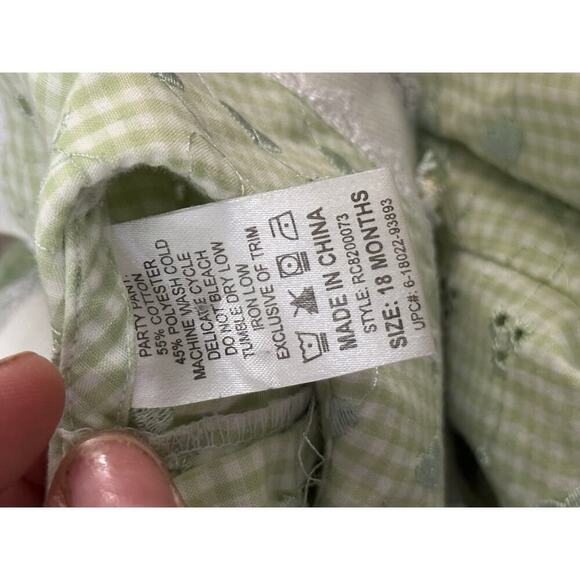 PARTY PANT:
55% COTTON
45% POLYESTER
MACHINE WASH COLD
DELICATE CYCLE
DO NOT BLEACH
TUMBLE DRY LOW
IRON LOW
EXCLUSIVE OF TRIM
MADE IN CHINA
STYLE: RC8200073
SIZE: 18 MONTHS
UPC#: 6-18022-93893